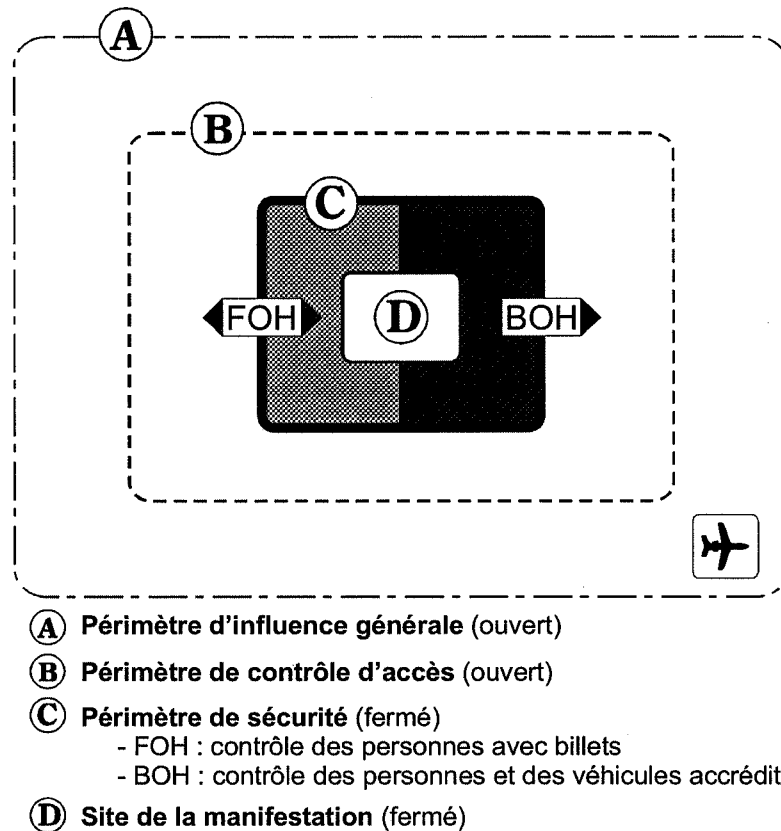 A
B
C
FOH
D
BOH
A Périmètre d'influence générale (ouvert)
B Périmètre de contrôle d'accès (ouvert)
C Périmètre de sécurité (fermé)
- FOH : contrôle des personnes avec billets
- BOH : contrôle des personnes et des véhicules accrédit
D Site de la manifestation (fermé)